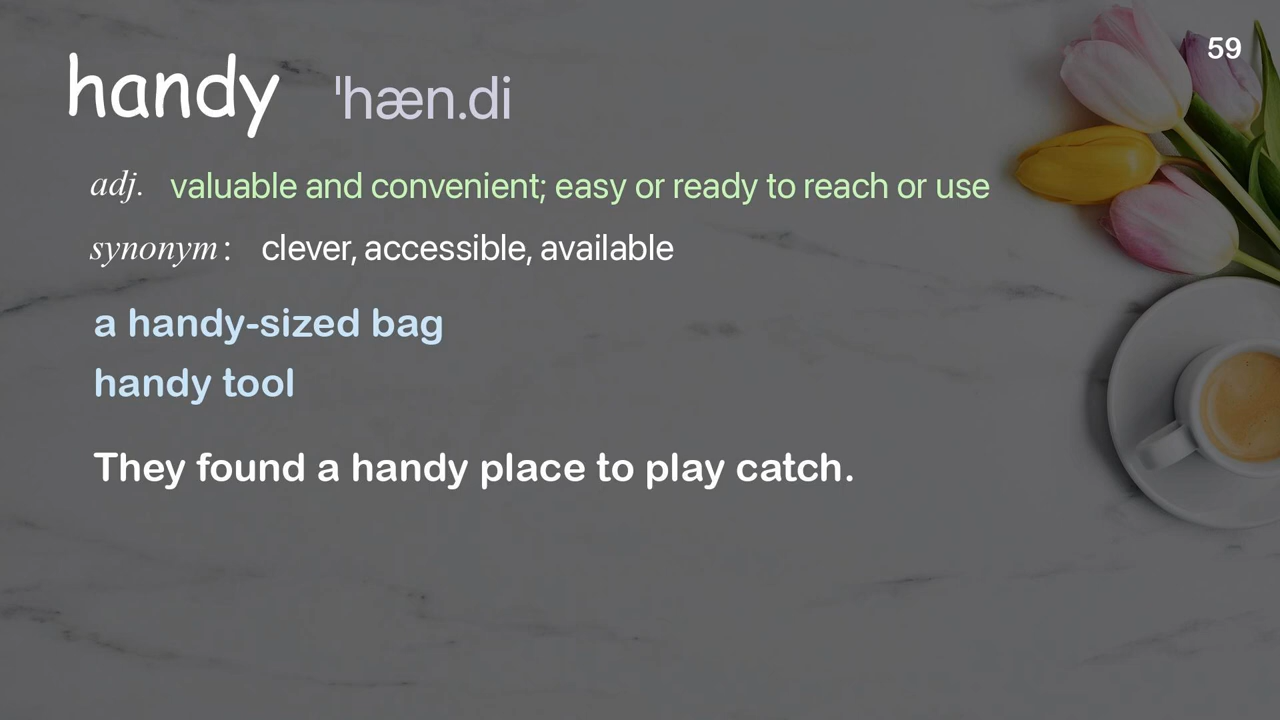 59
handy ˈhæn.di
adj. valuable and convenient; easy or ready to reach or use
synonym: clever, accessible, available
a handy-sized bag
handy tool
They found a handy place to play catch.